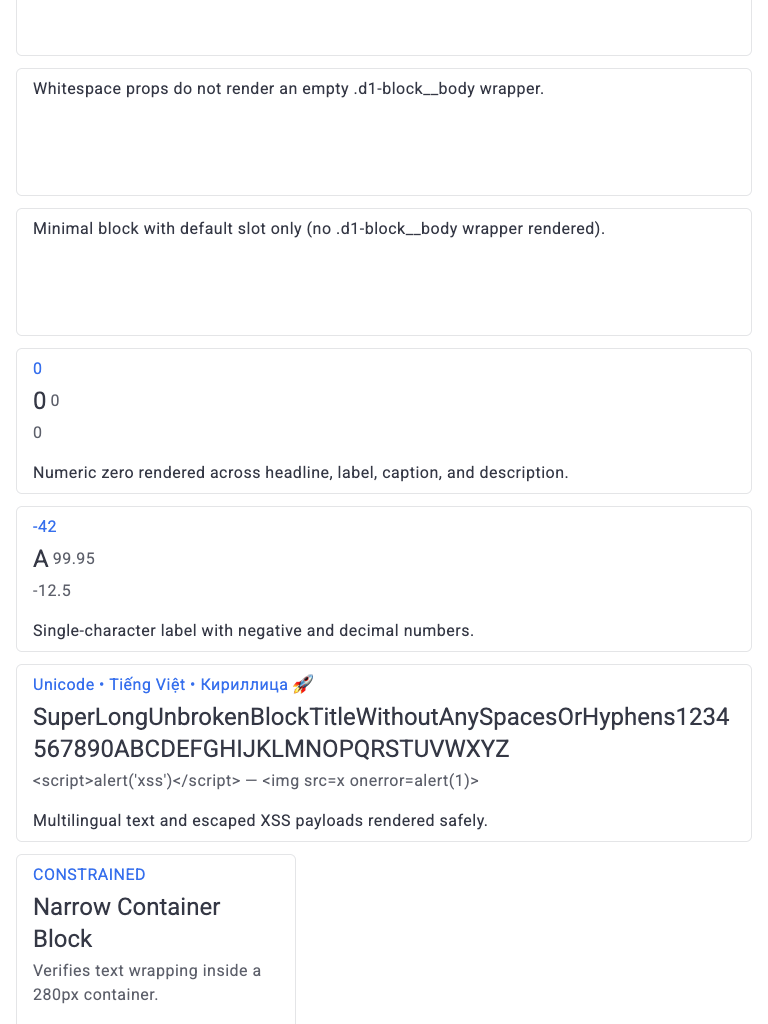 Whitespace props do not render an empty .d1-block__body wrapper.
Minimal block with default slot only (no .d1-block__body wrapper rendered).
0
0 0
0
Numeric zero rendered across headline, label, caption, and description.
-42
A 99.95
-12.5
Single-character label with negative and decimal numbers.
Unicode • Tiếng Việt • Кириллица 🚀
SuperLongUnbrokenBlockTitleWithoutAnySpacesOrHyphens1234
567890ABCDEFGHIJKLMNOPQRSTUVWXYZ
<script>alert('xss')</script> — <img src=x onerror=alert(1)>
Multilingual text and escaped XSS payloads rendered safely.
CONSTRAINED
Narrow Container
Block
Verifies text wrapping inside a
280px container.